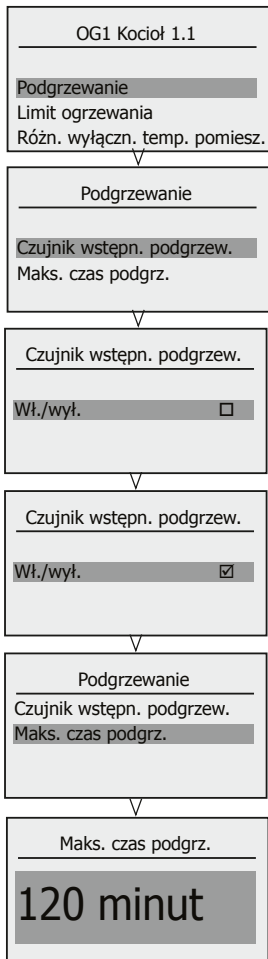 OG1 Kocioł 1.1
Podgrzewanie
Limit ogrzewania
Różn. wyłączn. temp. pomiesz.
Podgrzewanie
Czujnik wstępn. podgrzew.
Maks. czas podgrz.
Czujnik wstępn. podgrzew.
Wł./wył. ☐
Czujnik wstępn. podgrzew.
Wł./wył. ☑
Podgrzewanie
Czujnik wstępn. podgrzew.
Maks. czas podgrz.
Maks. czas podgrz.
120 minut